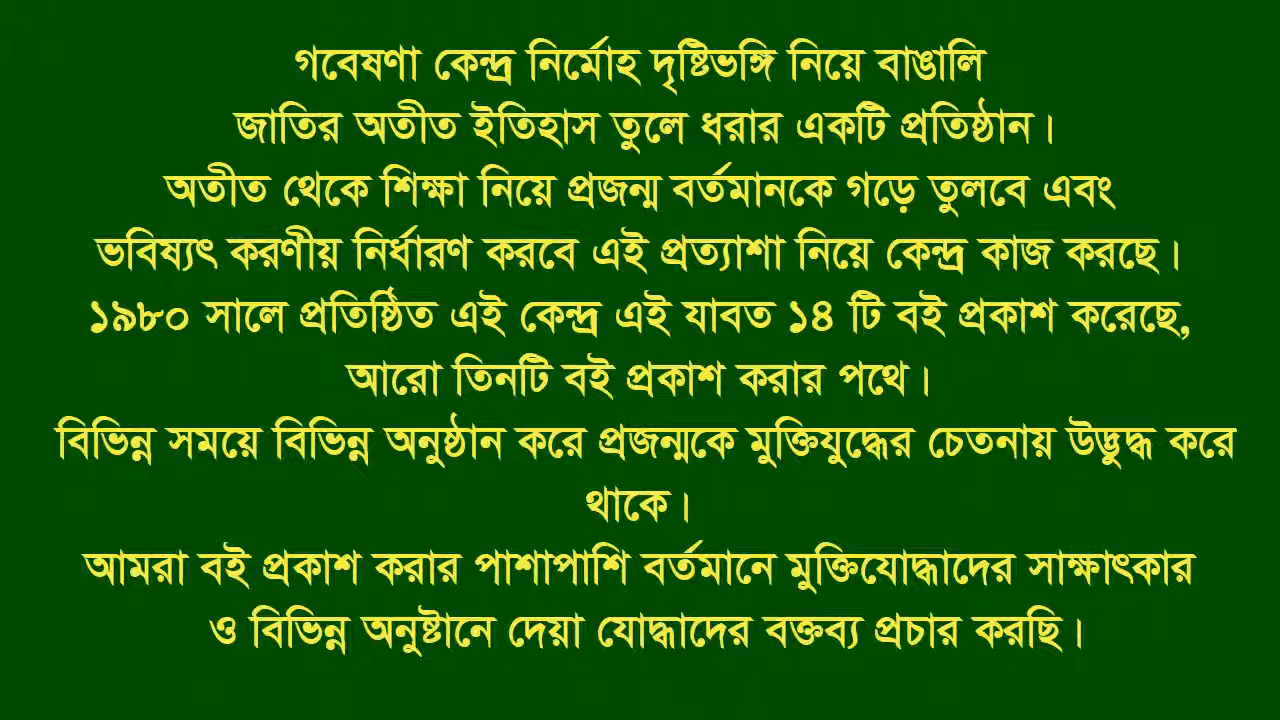 গবেষণা কেন্দ্র নির্মোহ দৃষ্টিভঙ্গি নিয়ে বাঙালি
জাতির অতীত ইতিহাস তুলে ধরার একটি প্রতিষ্ঠান।
অতীত থেকে শিক্ষা নিয়ে প্রজন্ম বর্তমানকে গড়ে তুলবে এবং
ভবিষ্যৎ করণীয় নির্ধারণ করবে এই প্রত্যাশা নিয়ে কেন্দ্র কাজ করছে।
১৯৮০ সালে প্রতিষ্ঠিত এই কেন্দ্র এই যাবত ১৪ টি বই প্রকাশ করেছে,
আরো তিনটি বই প্রকাশ করার পথে।
বিভিন্ন সময়ে বিভিন্ন অনুষ্ঠান করে প্রজন্মকে মুক্তিযুদ্ধের চেতনায় উদ্ভুদ্ধ করে
থাকে।
আমরা বই প্রকাশ করার পাশাপাশি বর্তমানে মুক্তিযোদ্ধাদের সাক্ষাৎকার
ও বিভিন্ন অনুষ্টানে দেয়া যোদ্ধাদের বক্তব্য প্রচার করছি।